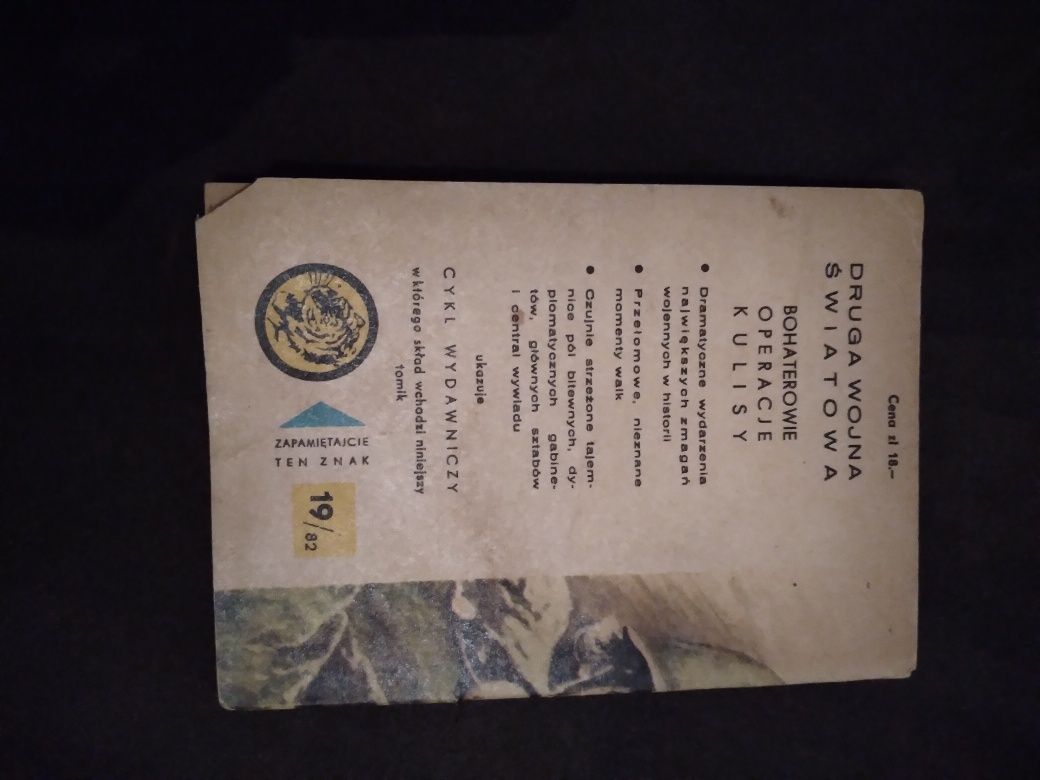 Cena zł 18.—
DRUGA WOJNA
ŚWIATOWA
BOHATEROWIE
OPERACJE
KULISY
● Dramatyczne wydarzenia
największych zmagań
wojennych w historii
● Przełomowe, nieznane
momenty walk
● Czujnie strzeżone tajem-
nice pól bitewnych, dy-
plomatycznych gabine-
tów, głównych sztabów
i central wywiadu
ukazuje
CYKL WYDAWNICZY
w którego skład wchodzi niniejszy
tomik
ZAPAMIĘTAJCIE
TEN ZNAK
19/82